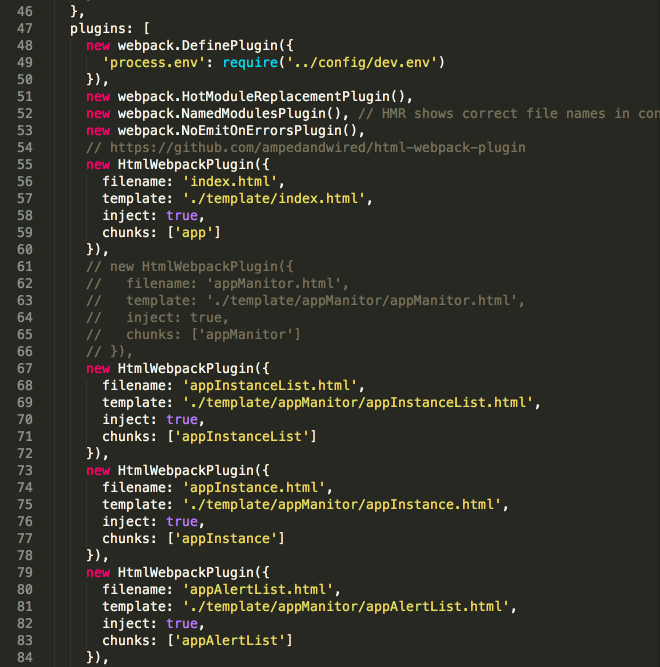 46     },
47     plugins: [
48       new webpack.DefinePlugin({
49         'process.env': require('../config/dev.env')
50       }),
51       new webpack.HotModuleReplacementPlugin(),
52       new webpack.NamedModulesPlugin(), // HMR shows correct file names in con
53       new webpack.NoEmitOnErrorsPlugin(),
54       // https://github.com/ampedandwired/html-webpack-plugin
55       new HtmlWebpackPlugin({
56         filename: 'index.html',
57         template: './template/index.html',
58         inject: true,
59         chunks: ['app']
60       }),
61       // new HtmlWebpackPlugin({
62       //   filename: 'appManitor.html',
63       //   template: './template/appManitor/appManitor.html',
64       //   inject: true,
65       //   chunks: ['appManitor']
66       // }),
67       new HtmlWebpackPlugin({
68         filename: 'appInstanceList.html',
69         template: './template/appManitor/appInstanceList.html',
70         inject: true,
71         chunks: ['appInstanceList']
72       }),
73       new HtmlWebpackPlugin({
74         filename: 'appInstance.html',
75         template: './template/appManitor/appInstance.html',
76         inject: true,
77         chunks: ['appInstance']
78       }),
79       new HtmlWebpackPlugin({
80         filename: 'appAlertList.html',
81         template: './template/appManitor/appAlertList.html',
82         inject: true,
83         chunks: ['appAlertList']
84       }),